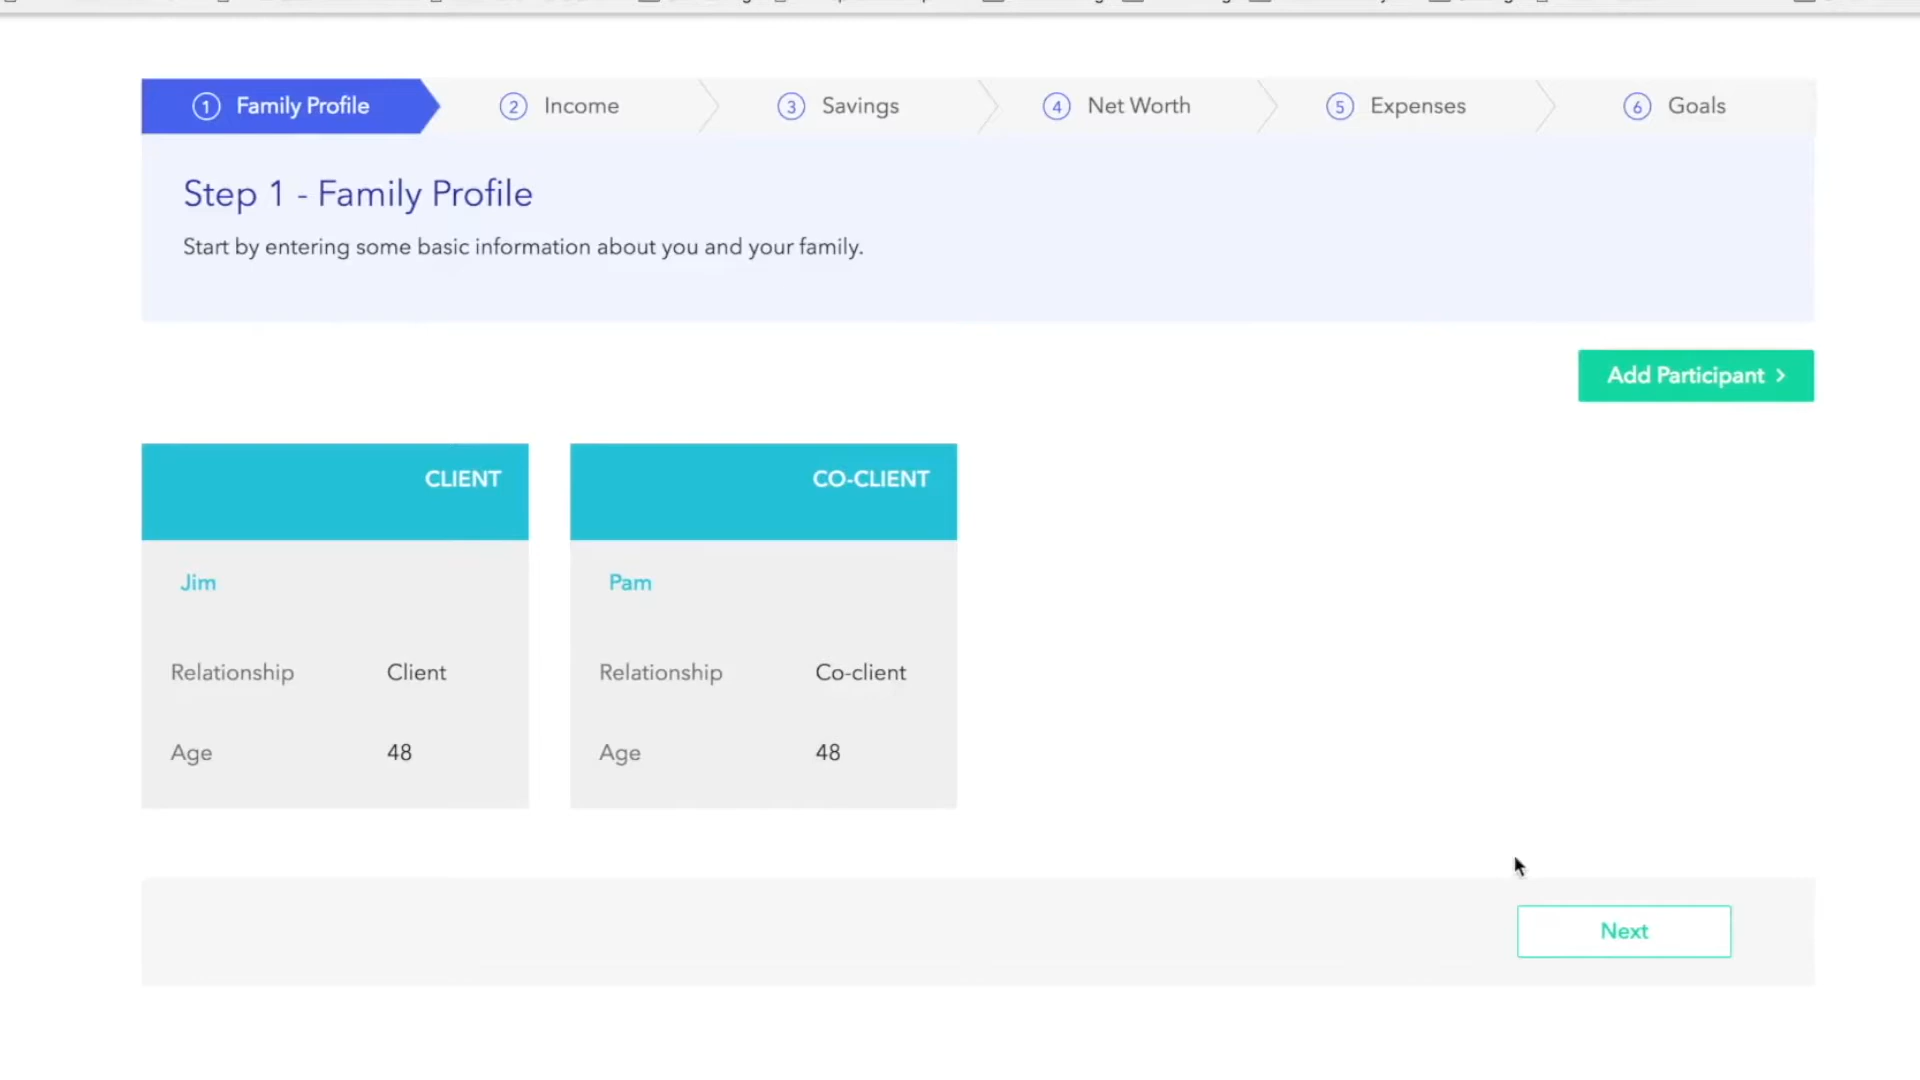 1 Family Profile 2 Income 3 Savings 4 Net Worth 5 Expenses 6 Goals
Step 1 - Family Profile
Start by entering some basic information about you and your family.
Add Participant >
CLIENT
Jim
Relationship Client
Age 48
CO-CLIENT
Pam
Relationship Co-client
Age 48
Next